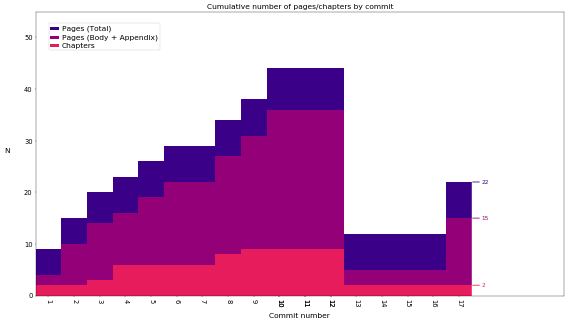 Cumulative number of pages/chapters by commit
Pages (Total)
Pages (Body + Appendix)
Chapters
N
50
40
30
20
10
0
22
15
2
1 2 3 4 5 6 7 8 9 10 11 12 13 14 15 16 17
Commit number